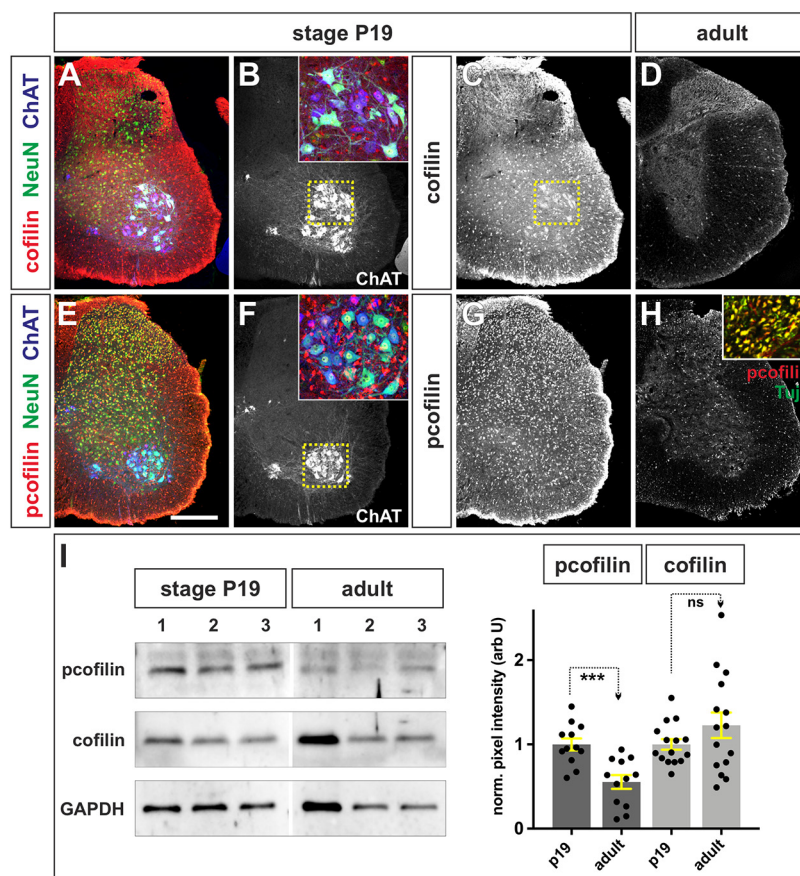 stage P19 adult
A B C D
cofilin NeuN ChAT
ChAT
cofilin
E F G H
pcofilin NeuN ChAT
ChAT
pcofilin
pcofili
Tuj
I
stage P19 adult
1 2 3 1 2 3
pcofilin
cofilin
GAPDH
pcofilin cofilin
ns
***
norm. pixel intensity (arb U)
2
1
0
p19 adult p19 adult